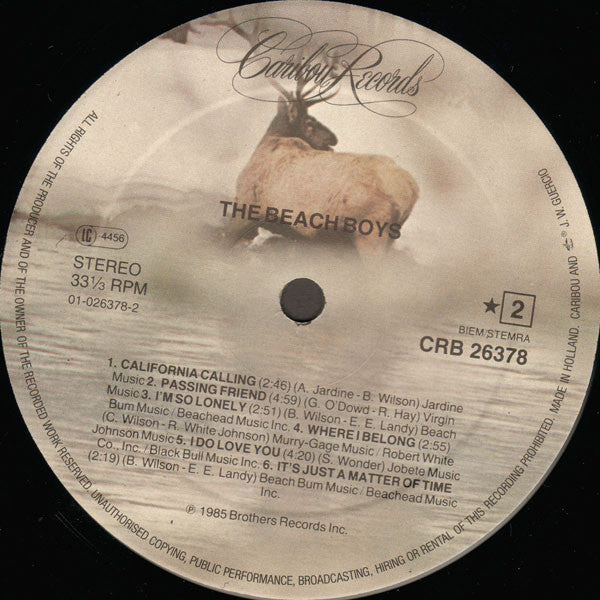 Caribou Records
THE BEACH BOYS
LC 4456
STEREO
33⅓ RPM
01-026378-2
★ 2
BIEM/STEMRA
CRB 26378
1. CALIFORNIA CALLING (2:46) (A. Jardine - B. Wilson) Jardine
Music 2. PASSING FRIEND (4:59) (G. O'Dowd - R. Hay) Virgin
Music 3. I'M SO LONELY (2:51) (B. Wilson - E. E. Landy) Beach
Bum Music / Beachead Music Inc. 4. WHERE I BELONG (2:55)
(C. Wilson - R. White Johnson) Murry-Gage Music / Robert White
Johnson Music 5. I DO LOVE YOU (4:20) (S. Wonder) Jobete Music
Co., Inc. / Black Bull Music Inc. 6. IT'S JUST A MATTER OF TIME
(2:19) (B. Wilson - E. E. Landy) Beach Bum Music / Beachead Music
Inc.
℗ 1985 Brothers Records Inc.
ALL RIGHTS OF THE PRODUCER AND OF THE OWNER OF THE RECORDED WORK RESERVED. UNAUTHORISED COPYING, PUBLIC PERFORMANCE, BROADCASTING, HIRING OR RENTAL OF THIS RECORDING PROHIBITED. MADE IN HOLLAND. CARIBOU AND ® J. W. GUERCIO